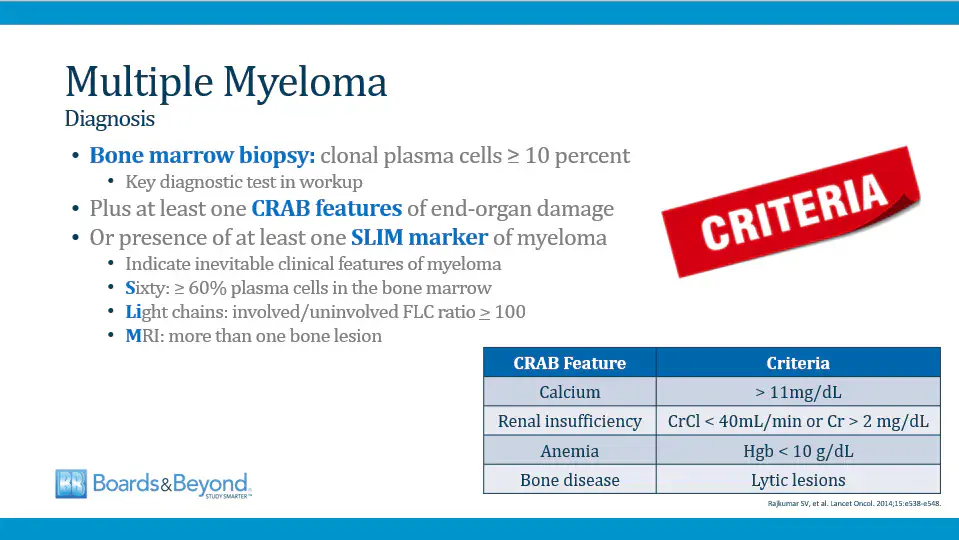 Multiple Myeloma
Diagnosis
• Bone marrow biopsy: clonal plasma cells ≥ 10 percent
• Key diagnostic test in workup
• Plus at least one CRAB features of end-organ damage
• Or presence of at least one SLIM marker of myeloma
• Indicate inevitable clinical features of myeloma
• Sixty: ≥ 60% plasma cells in the bone marrow
• Light chains: involved/uninvolved FLC ratio ≥ 100
• MRI: more than one bone lesion
CRITERIA
CRAB Feature Criteria
Calcium > 11mg/dL
Renal insufficiency CrCl < 40mL/min or Cr > 2 mg/dL
Anemia Hgb < 10 g/dL
Bone disease Lytic lesions
BB Boards&Beyond.
STUDY SMARTER™
Rajkumar SV, et al. Lancet Oncol. 2014;15:e538-e548.